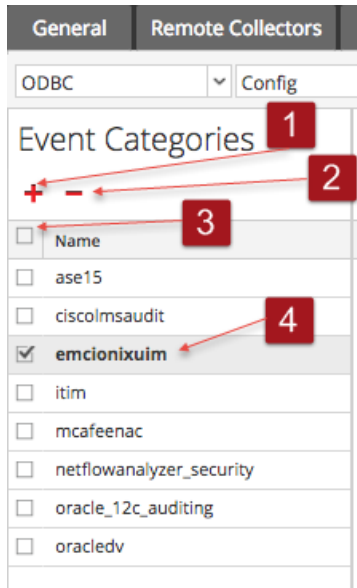 General Remote Collectors
ODBC Config
Event Categories
1
+ −
2
3
Name
ase15
ciscolmsaudit
4
emcionixuim
itim
mcafeenac
netflowanalyzer_security
oracle_12c_auditing
oracledv